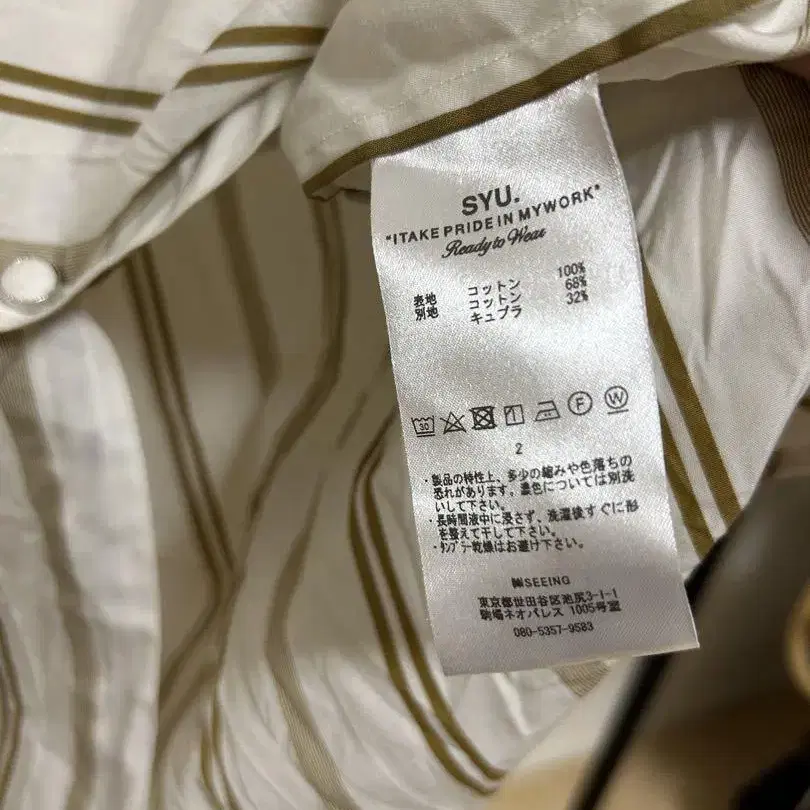 SYU.
"ITAKE PRIDE IN MYWORK"
Ready to Wear
100%
表地 コットン 68%
別地 コットン 32%
キュプラ
30 F W
2
・製品の特性上、多少の縮みや色落ちの
恐れがあります。濃色については別洗
いして下さい。
・長時間液中に浸さず、洗濯後すぐに形
を整えて干して下さい。
・タンブラー乾燥はお避け下さい。
SEEING
東京都世田谷区池尻3-1-1
駒場ネオパレス 1005号室
080-5357-9583